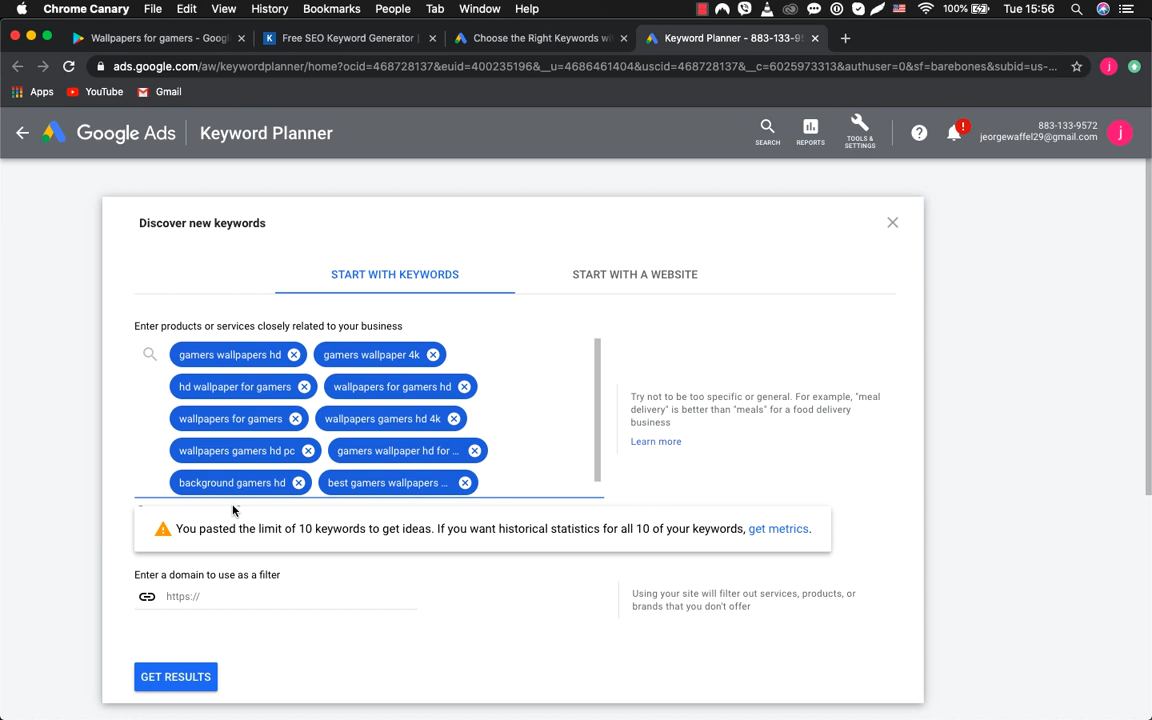 Chrome Canary File Edit View History Bookmarks People Tab Window Help 100% Tue 15:56
Wallpapers for gamers - Goog Free SEO Keyword Generator Choose the Right Keywords wi Keyword Planner - 883-133-95
ads.google.com/aw/keywordplanner/home?ocid=468728137&euid=400235196&__u=4686461404&uscid=468728137&__c=6025973313&authuser=0&sf=barebones&subid=us-...
j
Apps YouTube Gmail
Google Ads Keyword Planner
SEARCH REPORTS TOOLS & SETTINGS
883-133-9572
jeorgewaffel29@gmail.com
j
Discover new keywords
START WITH KEYWORDS START WITH A WEBSITE
Enter products or services closely related to your business
gamers wallpapers hd gamers wallpaper 4k
hd wallpaper for gamers wallpapers for gamers hd
wallpapers for gamers wallpapers gamers hd 4k
wallpapers gamers hd pc gamers wallpaper hd for ...
background gamers hd best gamers wallpapers ...
Try not to be too specific or general. For example, "meal
delivery" is better than "meals" for a food delivery
business
Learn more
You pasted the limit of 10 keywords to get ideas. If you want historical statistics for all 10 of your keywords, get metrics.
Enter a domain to use as a filter
https://
Using your site will filter out services, products, or
brands that you don't offer
GET RESULTS